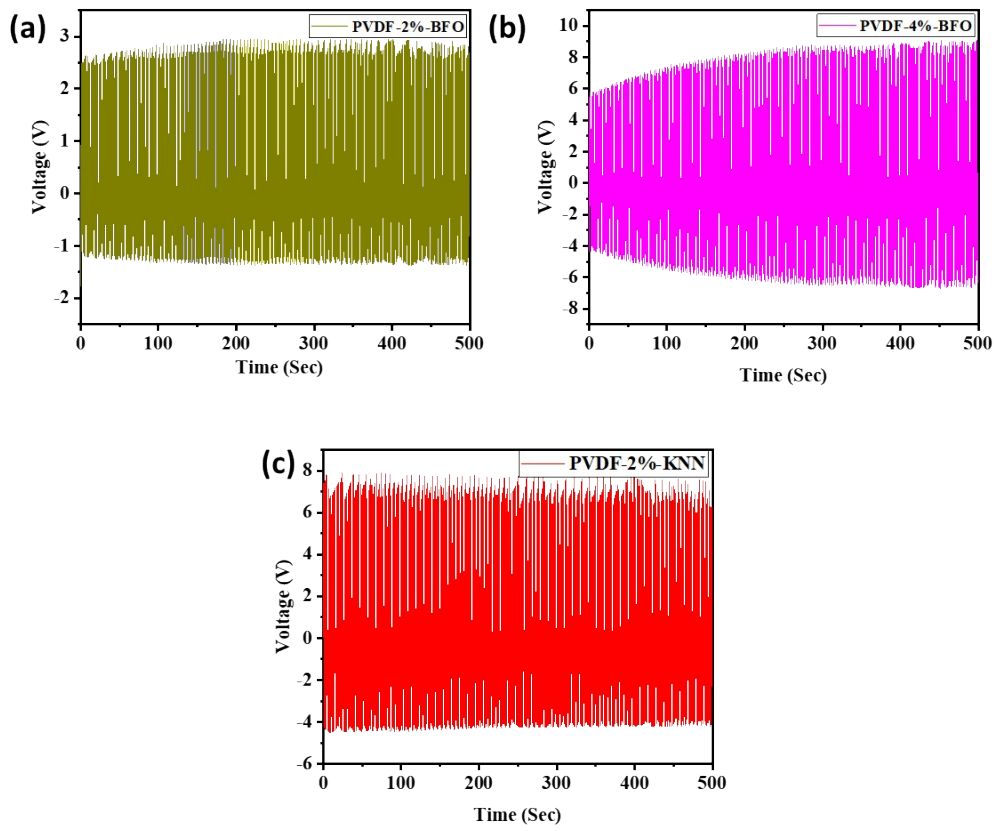 (a)
PVDF-2%-BFO
3
2
1
0
-1
-2
Voltage (V)
0 100 200 300 400 500
Time (Sec)
(b)
PVDF-4%-BFO
10
8
6
4
2
0
-2
-4
-6
-8
Voltage (V)
0 100 200 300 400 500
Time (Sec)
(c)
PVDF-2%-KNN
8
6
4
2
0
-2
-4
-6
Voltage (V)
0 100 200 300 400 500
Time (Sec)